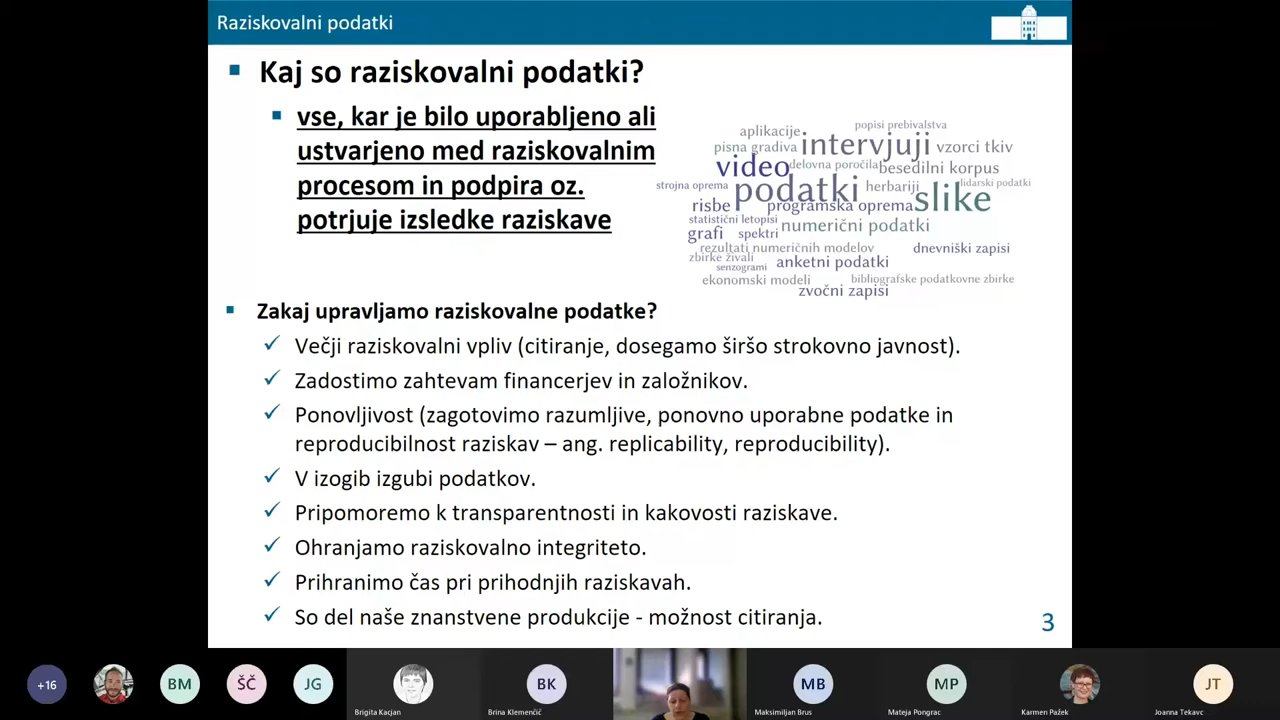 Raziskovalni podatki
Kaj so raziskovalni podatki?
vse, kar je bilo uporabljeno ali
ustvarjeno med raziskovalnim
procesom in podpira oz.
potrjuje izsledke raziskave
popisi prebivalstva
aplikacije
intervjuji
pisna gradiva
vzorci tkiv
video
delovna poročila
besedilni korpus
strojna oprema
podatki
herbariji
lidarski podatki
slike
risbe
programska oprema
statistični letopisi
numerični podatki
grafi
spektri
rezultati numeričnih modelov
dnevniški zapisi
zbirke živali
anketni podatki
senzogrami
ekonomski modeli
bibliografske podatkovne zbirke
zvočni zapisi
Zakaj upravljamo raziskovalne podatke?
Večji raziskovalni vpliv (citiranje, dosegamo širšo strokovno javnost).
Zadostimo zahtevam financerjev in založnikov.
Ponovljivost (zagotovimo razumljive, ponovno uporabne podatke in
reproducibilnost raziskav – ang. replicability, reproducibility).
V izogib izgubi podatkov.
Pripomoremo k transparentnosti in kakovosti raziskave.
Ohranjamo raziskovalno integriteto.
Prihranimo čas pri prihodnjih raziskavah.
So del naše znanstvene produkcije - možnost citiranja.
3
+16
BM
ŠČ
JG
BK
MB
MP
JT
Brigita Kacjan
Brina Klemenčič
Maksimiljan Brus
Mateja Pongrac
Karmen Pažek
Joanna Tekavc